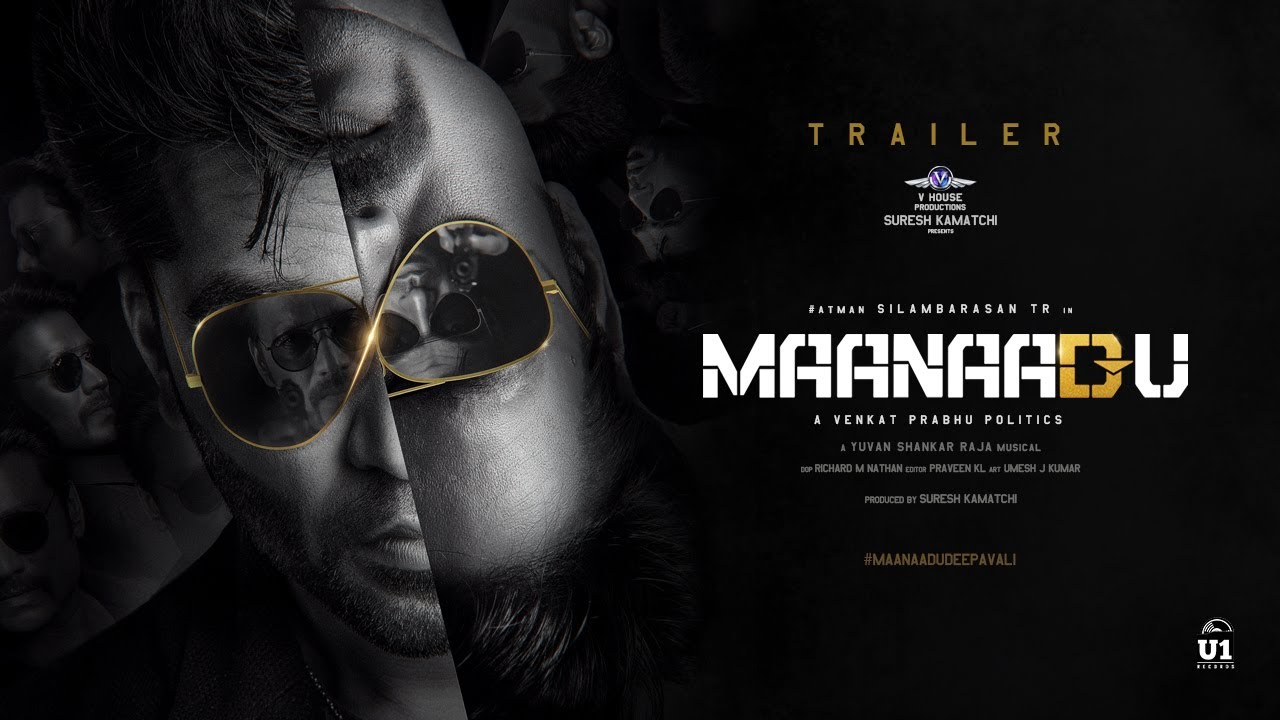 TRAILER
V
V HOUSE
PRODUCTIONS
SURESH KAMATCHI
PRESENTS
#ATMAN SILAMBARASAN TR IN
MAANAADU
A VENKAT PRABHU POLITICS
A YUVAN SHANKAR RAJA MUSICAL
DOP RICHARD M NATHAN EDITOR PRAVEEN KL ART UMESH J KUMAR
PRODUCED BY SURESH KAMATCHI
#MAANAADUDEEPAVALI
U1
RECORDS